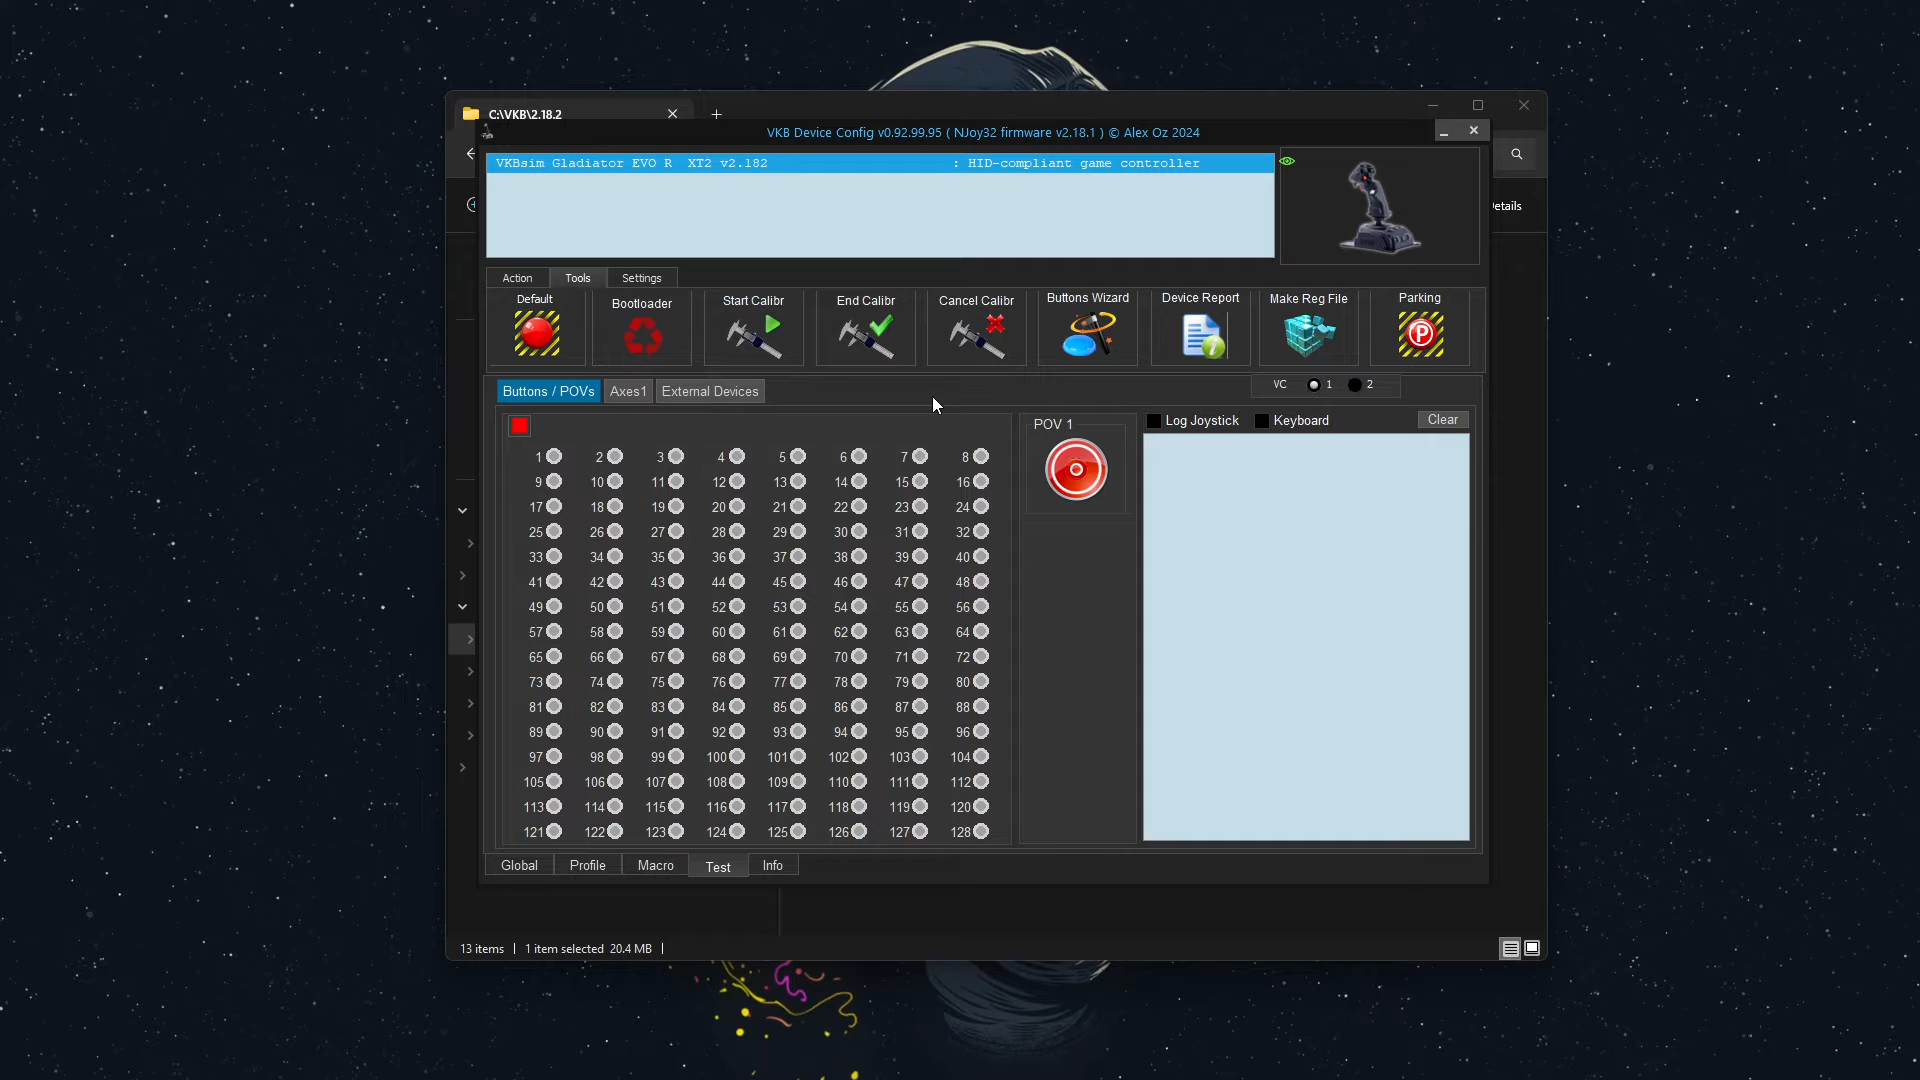 C:\VKB\2.18.2
VKB Device Config v0.92.99.95 ( NJoy32 firmware v2.18.1 ) © Alex Oz 2024
VKBsim Gladiator EVO R XT2 v2.182 : HID-compliant game controller
etails
Action Tools Settings
Default Bootloader Start Calibr End Calibr Cancel Calibr Buttons Wizard Device Report Make Reg File Parking
P
Buttons / POVs Axes1 External Devices VC 1 2
POV 1 Log Joystick Keyboard Clear
1 2 3 4 5 6 7 8
9 10 11 12 13 14 15 16
17 18 19 20 21 22 23 24
25 26 27 28 29 30 31 32
33 34 35 36 37 38 39 40
41 42 43 44 45 46 47 48
49 50 51 52 53 54 55 56
57 58 59 60 61 62 63 64
65 66 67 68 69 70 71 72
73 74 75 76 77 78 79 80
81 82 83 84 85 86 87 88
89 90 91 92 93 94 95 96
97 98 99 100 101 102 103 104
105 106 107 108 109 110 111 112
113 114 115 116 117 118 119 120
121 122 123 124 125 126 127 128
Global Profile Macro Test Info
13 items 1 item selected 20.4 MB